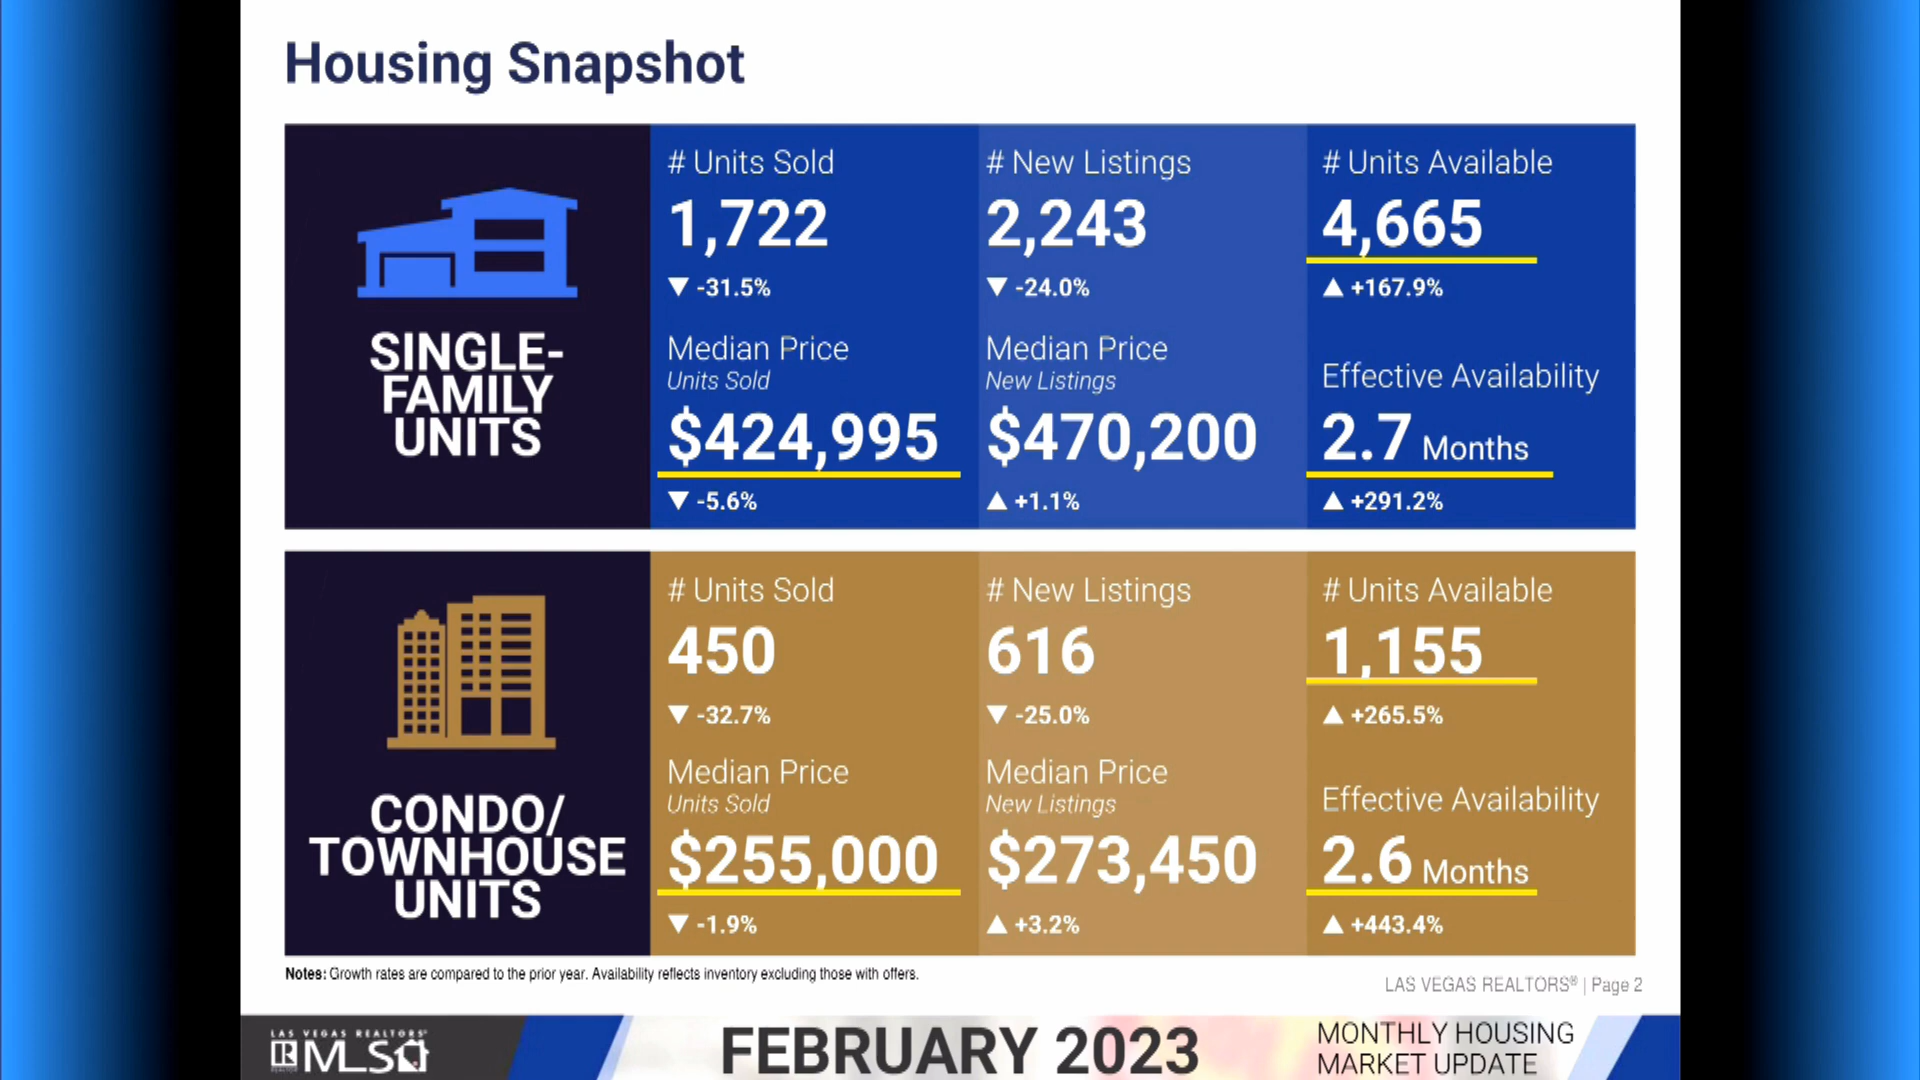 Housing Snapshot
SINGLE-
FAMILY
UNITS
# Units Sold
1,722
▼ -31.5%
Median Price
Units Sold
$424,995
▼ -5.6%
# New Listings
2,243
▼ -24.0%
Median Price
New Listings
$470,200
▲ +1.1%
# Units Available
4,665
▲ +167.9%
Effective Availability
2.7 Months
▲ +291.2%
CONDO/
TOWNHOUSE
UNITS
# Units Sold
450
▼ -32.7%
Median Price
Units Sold
$255,000
▼ -1.9%
# New Listings
616
▼ -25.0%
Median Price
New Listings
$273,450
▲ +3.2%
# Units Available
1,155
▲ +265.5%
Effective Availability
2.6 Months
▲ +443.4%
Notes: Growth rates are compared to the prior year. Availability reflects inventory excluding those with offers.
LAS VEGAS REALTORS® | Page 2
LAS VEGAS REALTORS®
MLS
FEBRUARY 2023
MONTHLY HOUSING
MARKET UPDATE